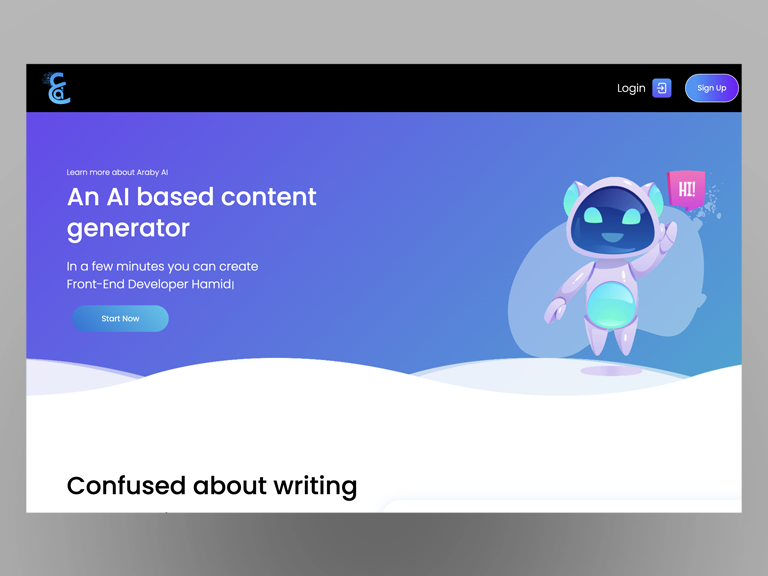 Login
Sign Up
Learn more about Araby AI
An AI based content
generator
HI!
In a few minutes you can create
Front-End Developer Hamid|
Start Now
Confused about writing